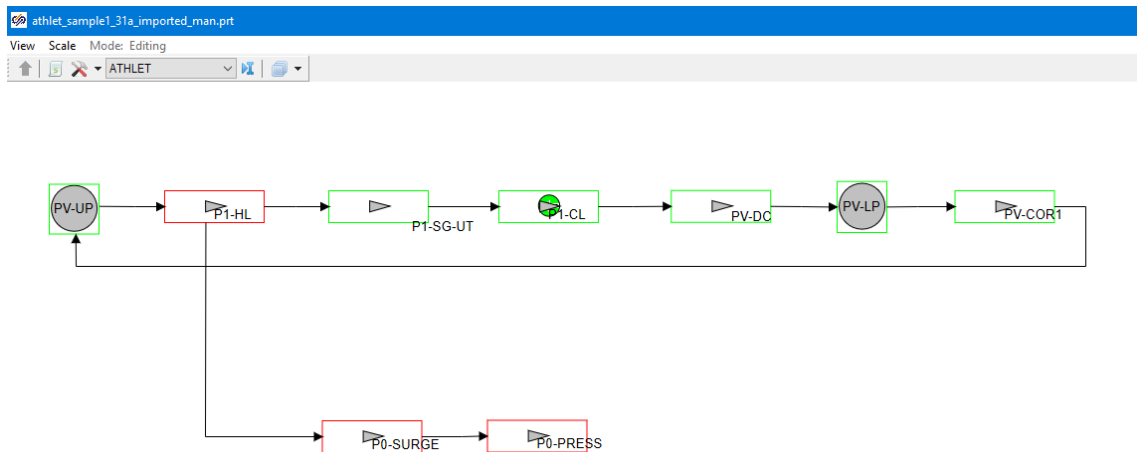 athlet_sample1_31a_imported_man.prt
View Scale Mode: Editing
ATHLET
PV-UP
P1-HL
P1-SG-UT
P1-CL
PV-DC
PV-LP
PV-COR1
P0-SURGE
P0-PRESS